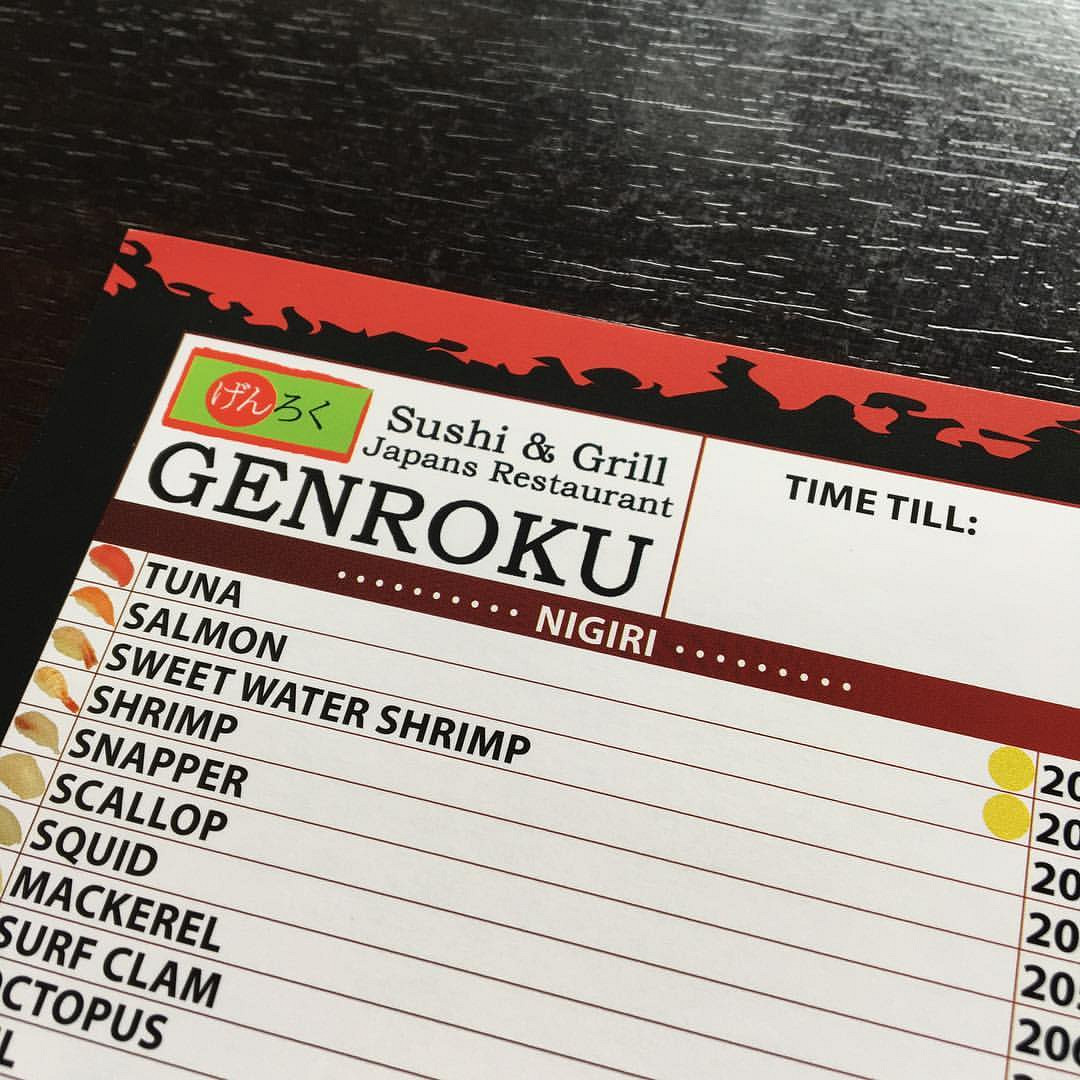 げんろく
Sushi & Grill
Japans Restaurant
GENROKU
TIME TILL:
NIGIRI
TUNA
SALMON
SWEET WATER SHRIMP
SHRIMP
SNAPPER
SCALLOP
SQUID
MACKEREL
SURF CLAM
OCTOPUS